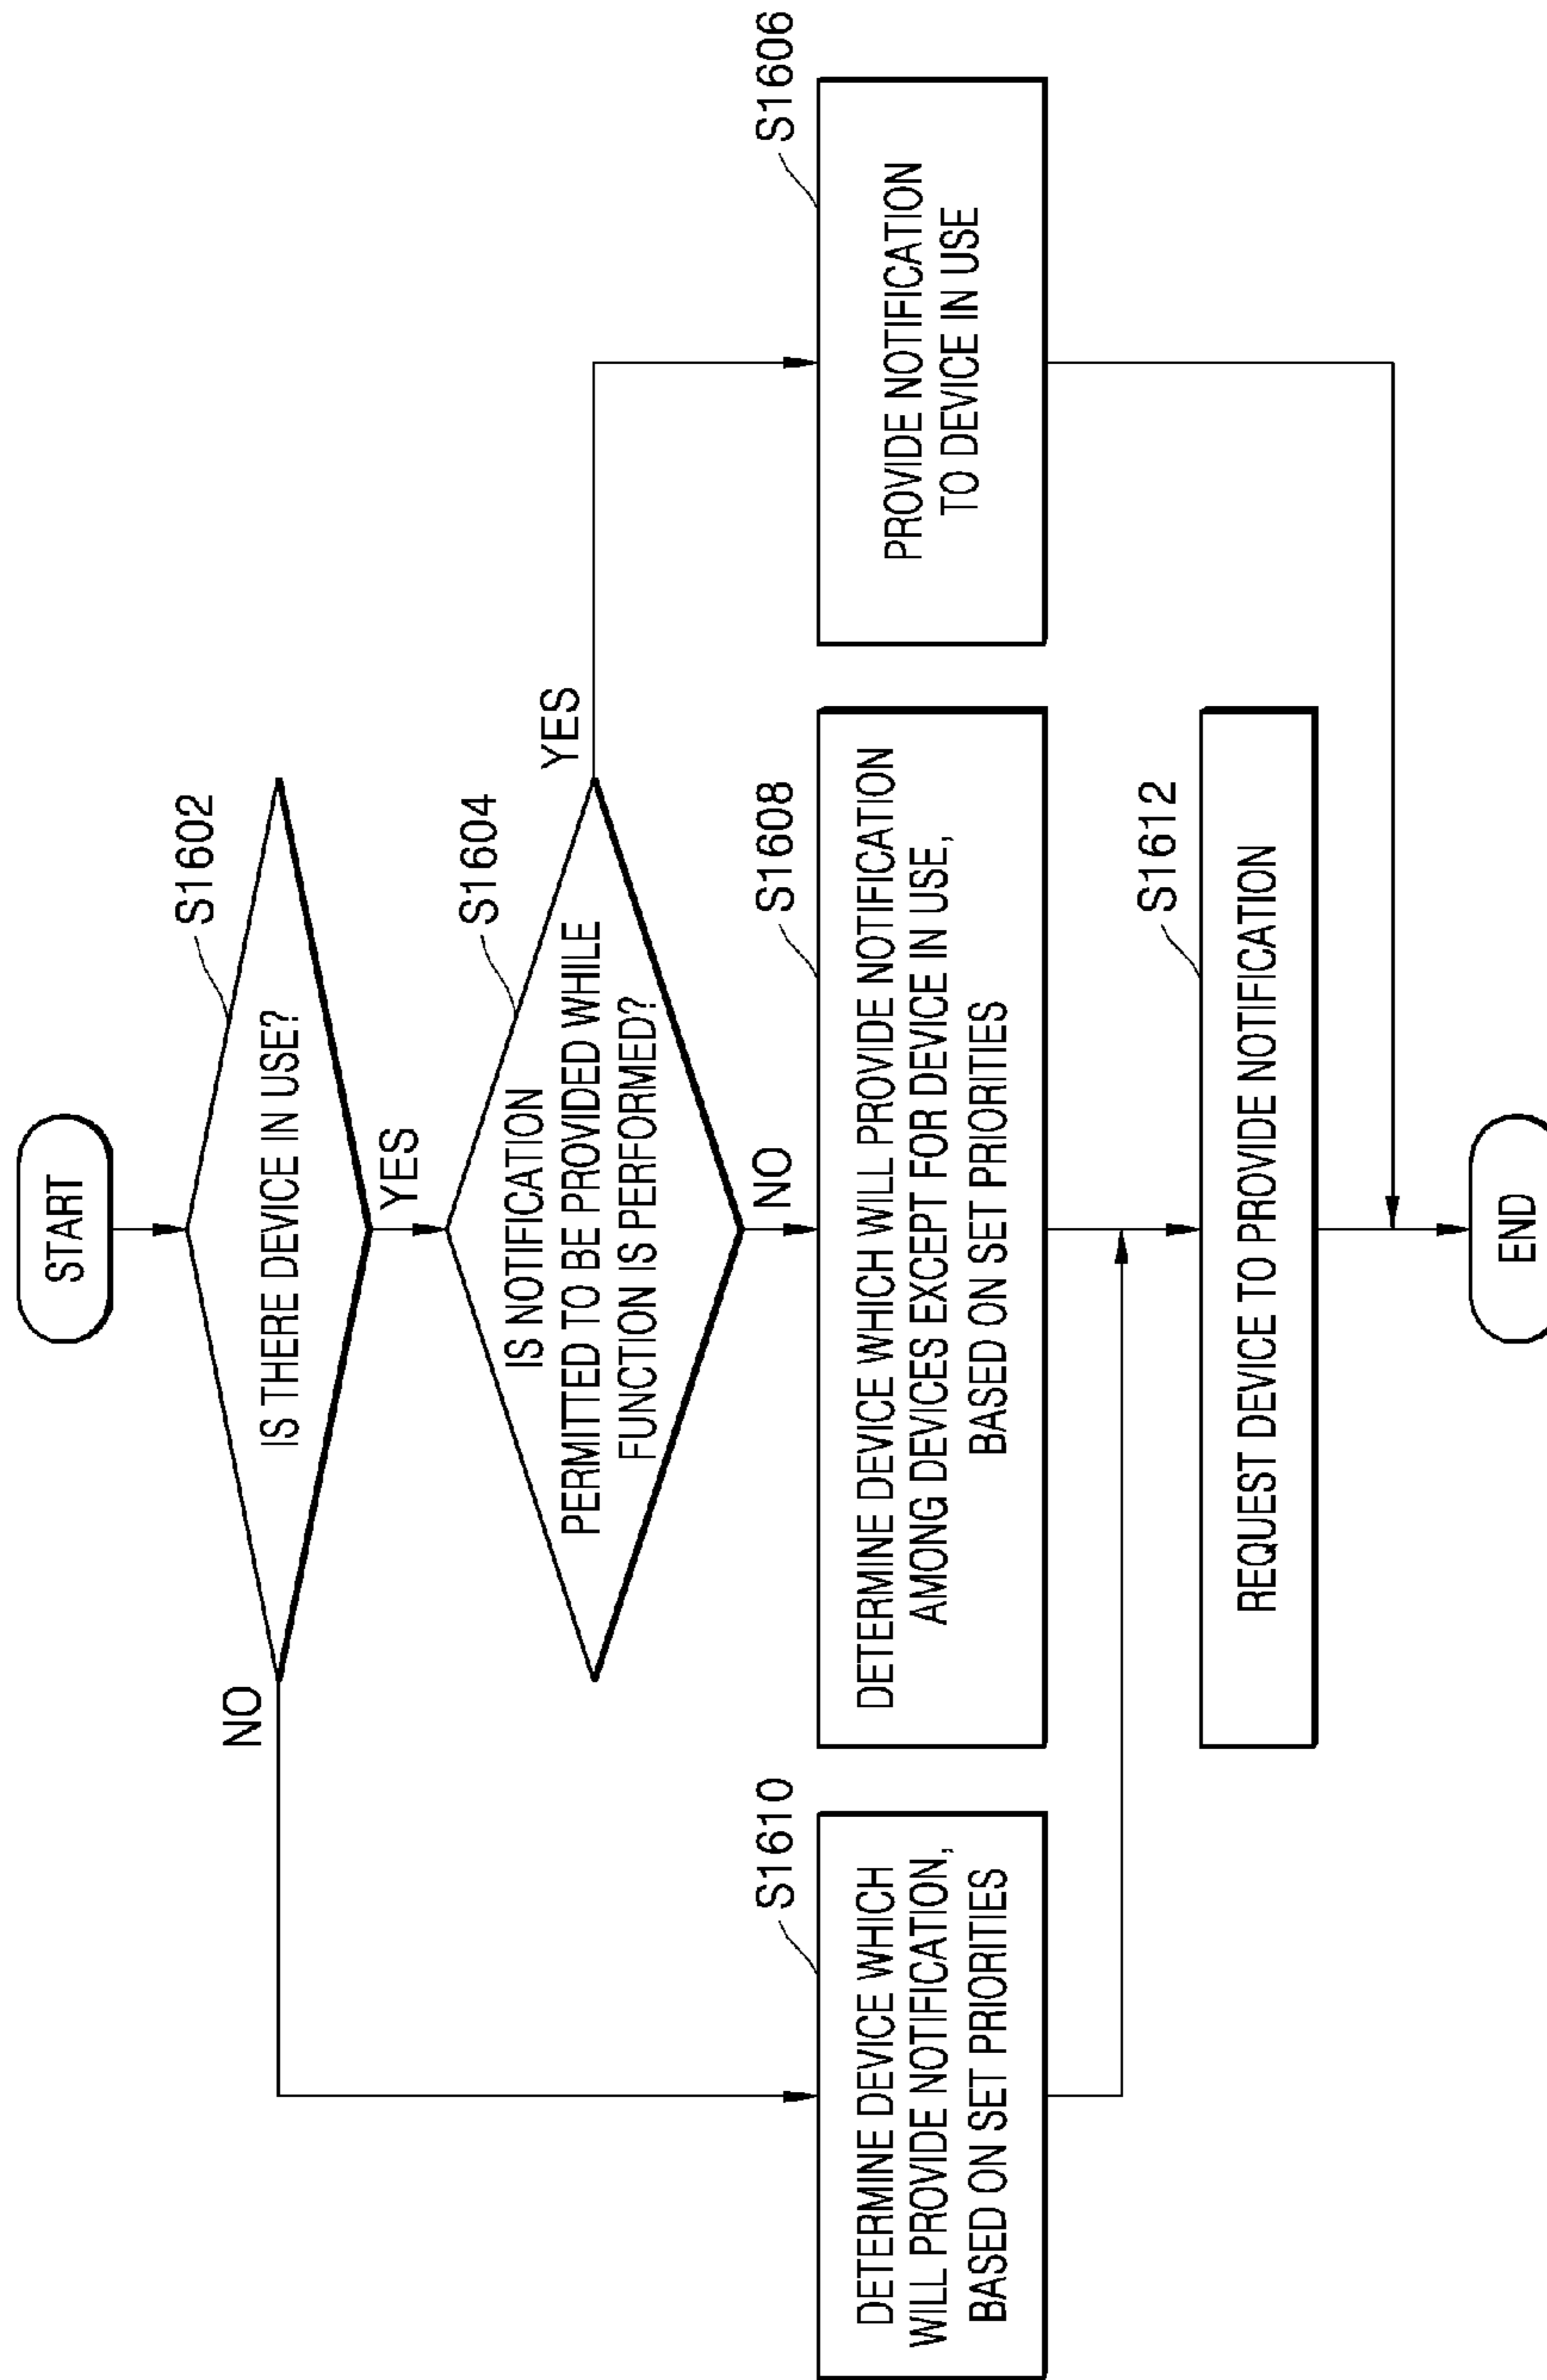 START
S1602
IS THERE DEVICE IN USE?
NO
YES
S1604
IS NOTIFICATION
PERMITTED TO BE PROVIDED WHILE
FUNCTION IS PERFORMED?
YES
NO
S1610
DETERMINE DEVICE WHICH
WILL PROVIDE NOTIFICATION,
BASED ON SET PRIORITIES
S1608
DETERMINE DEVICE WHICH WILL PROVIDE NOTIFICATION
AMONG DEVICES EXCEPT FOR DEVICE IN USE,
BASED ON SET PRIORITIES
S1606
PROVIDE NOTIFICATION
TO DEVICE IN USE
S1612
REQUEST DEVICE TO PROVIDE NOTIFICATION
END